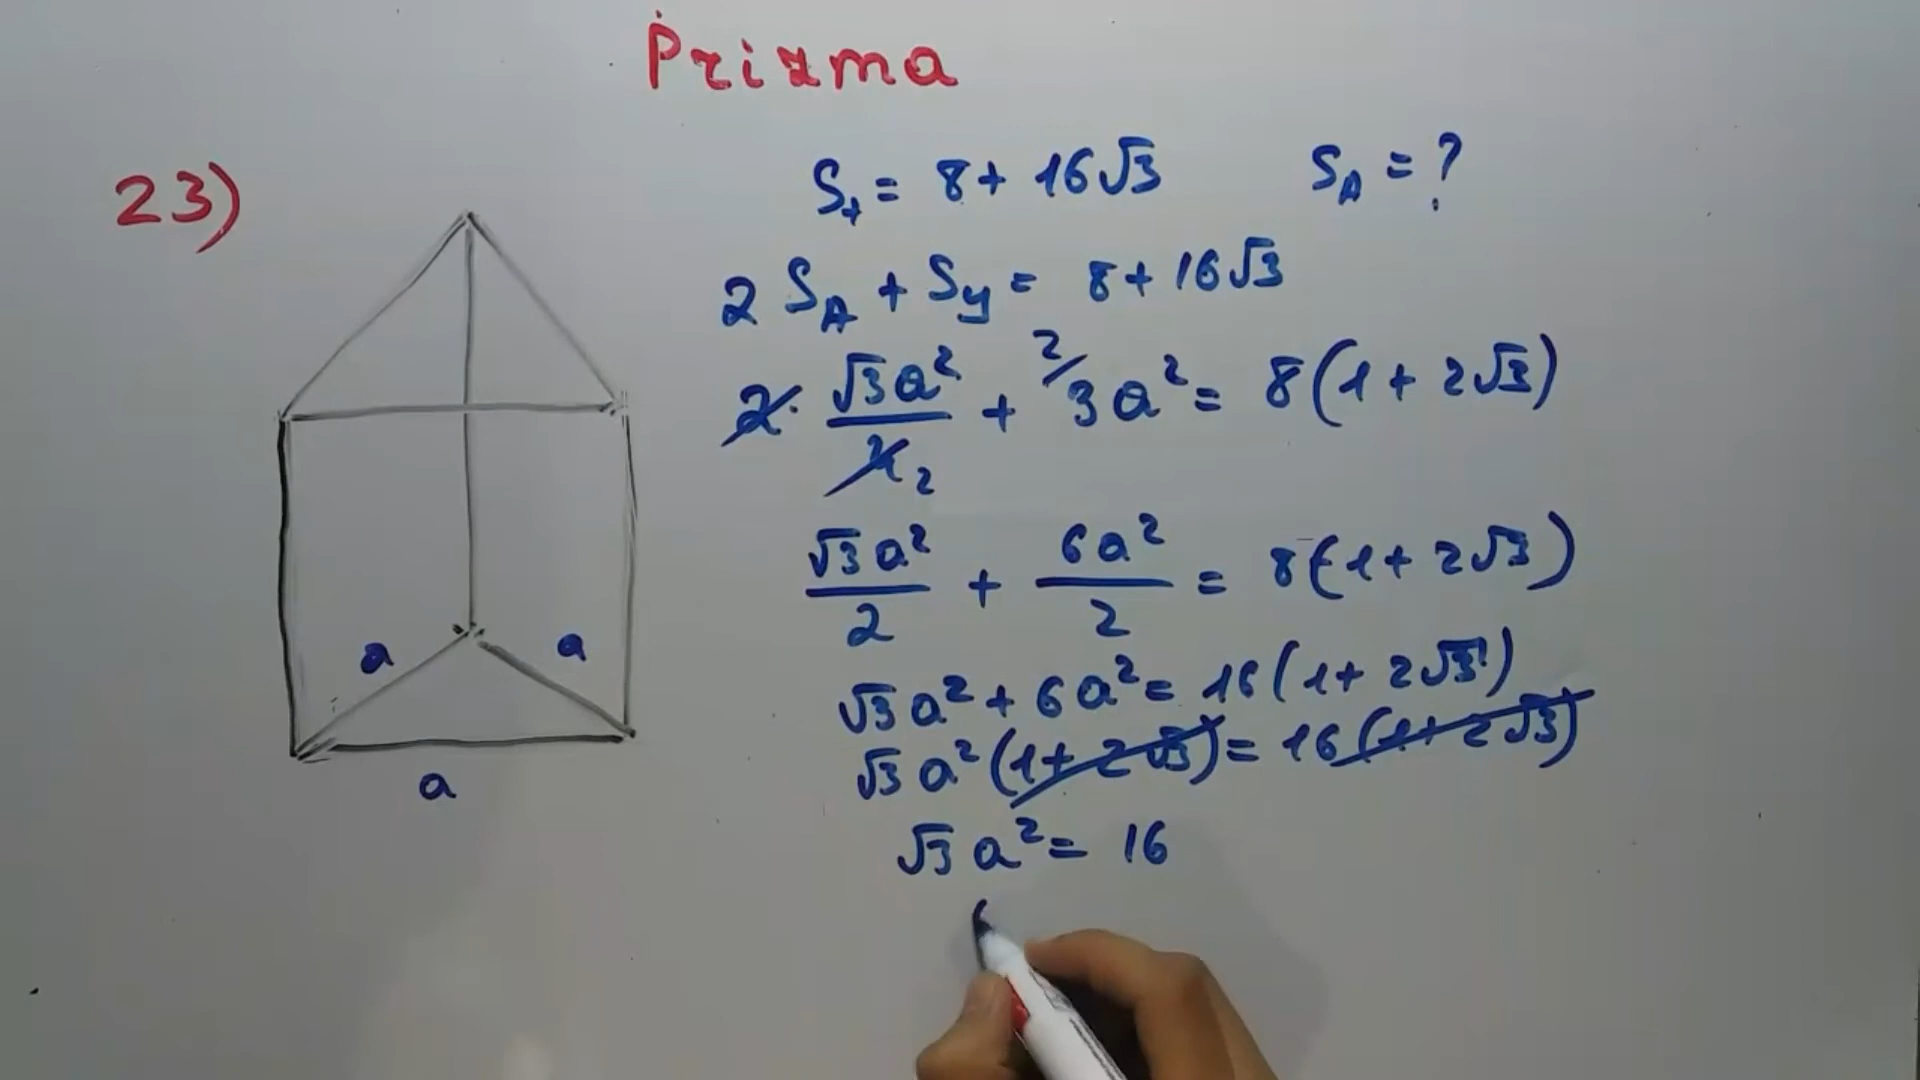 Prizma
23)
S_t = 8 + 16√3 S_A = ?
2 S_A + S_y = 8 + 16√3
2 · √3a²/4 2 + 2/ 3a² = 8(1 + 2√3)
√3a²/2 + 6a²/2 = 8(1 + 2√3)
√3a² + 6a² = 16(1 + 2√3)
√3a²(1 + 2√3) = 16(1 + 2√3)
√3a² = 16
a
a
a